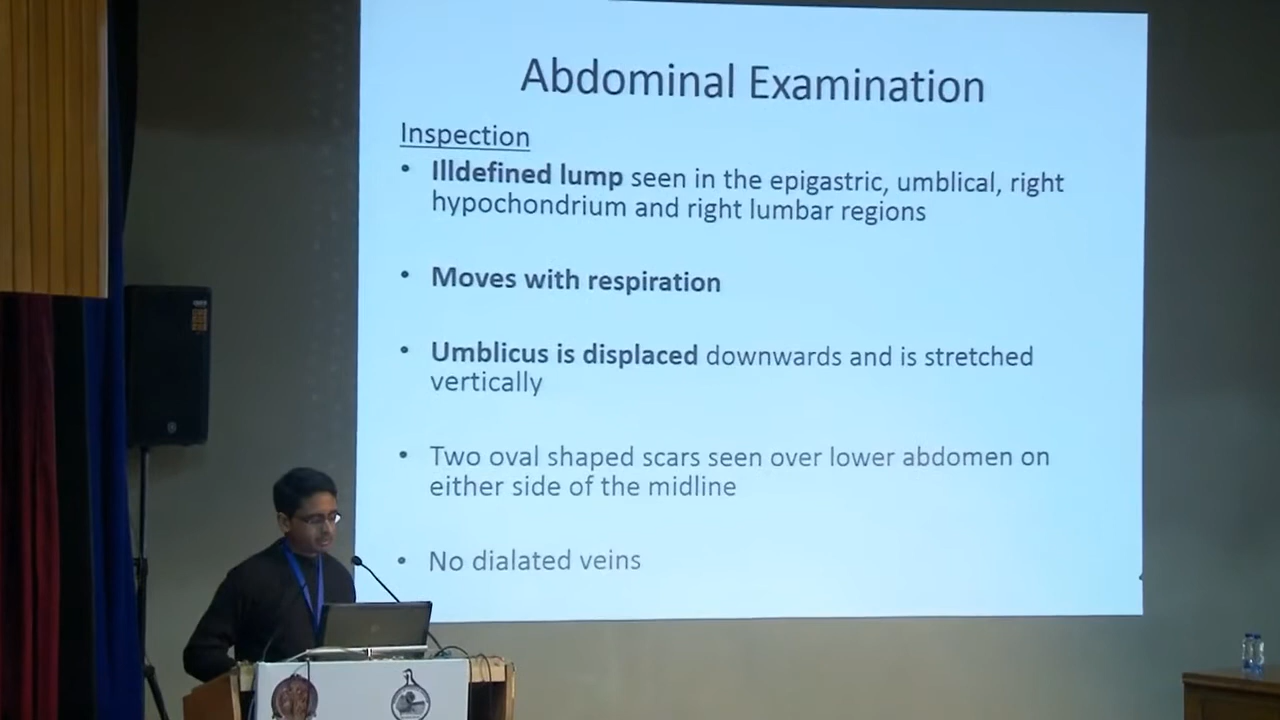 Abdominal Examination
Inspection
• Illdefined lump seen in the epigastric, umblical, right
hypochondrium and right lumbar regions
• Moves with respiration
• Umblicus is displaced downwards and is stretched
vertically
• Two oval shaped scars seen over lower abdomen on
either side of the midline
• No dialated veins